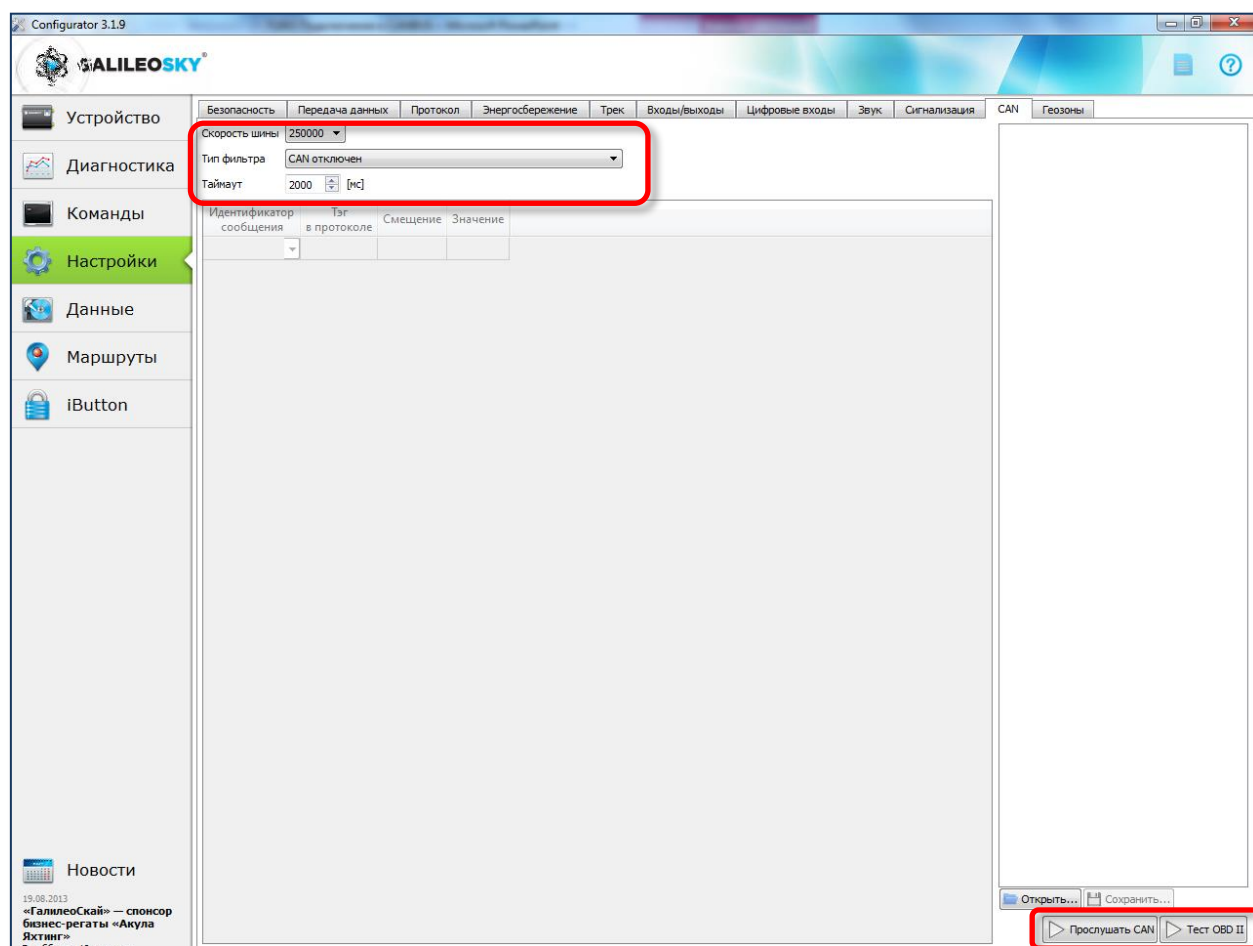 Configurator 3.1.9
GALILEOSKY®
Устройство
Диагностика
Команды
Настройки
Данные
Маршруты
iButton
Безопасность
Передача данных
Протокол
Энергосбережение
Трек
Входы/выходы
Цифровые входы
Звук
Сигнализация
CAN
Геозоны
Скорость шины 250000
Тип фильтра CAN отключен
Таймаут 2000 [мс]
Идентификатор сообщения
Тэг в протоколе
Смещение
Значение
Новости
19.08.2013
«ГалилеоСкай» — спонсор
бизнес-регаты «Акула
Яхтинг»
Открыть...
Сохранить...
Прослушать CAN
Тест OBD II